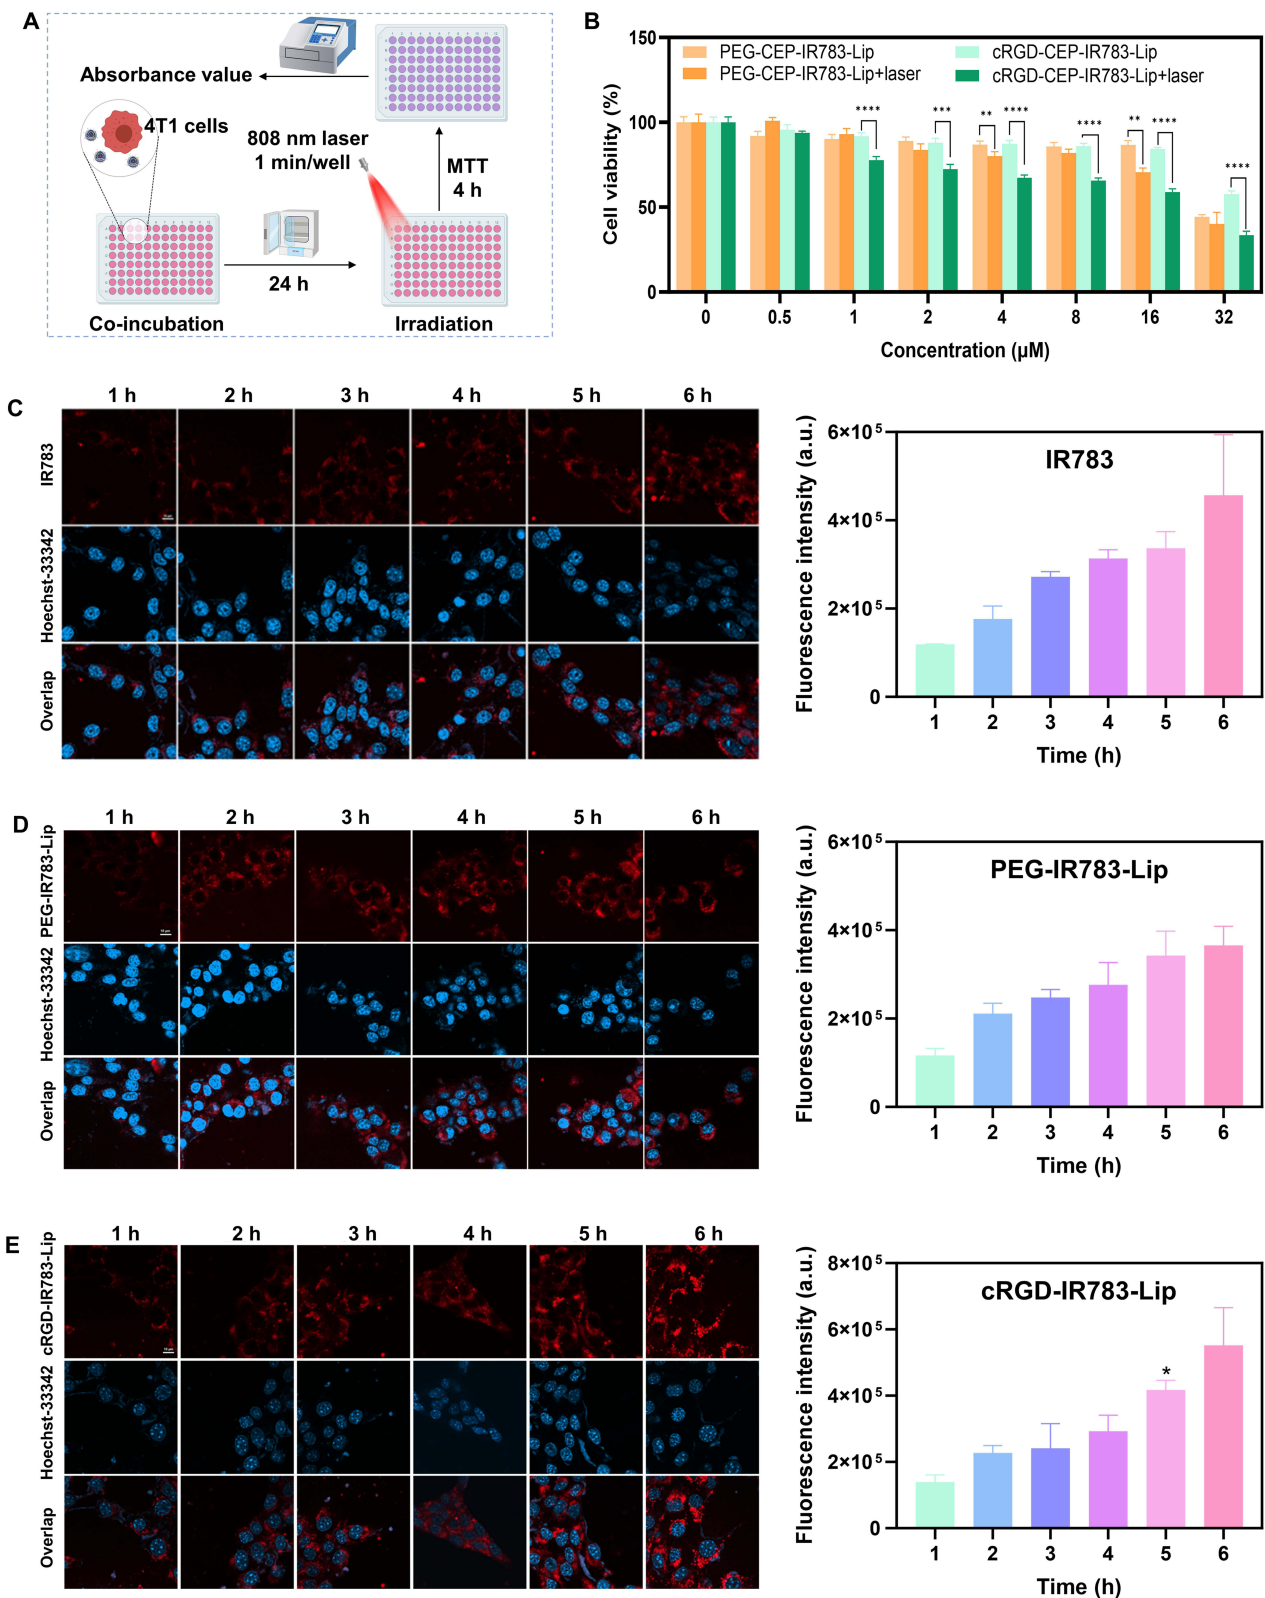 A
Absorbance value
4T1 cells
808 nm laser
1 min/well
MTT
4 h
24 h
Co-incubation
Irradiation
B
Cell viability (%)
150
100
50
0
PEG-CEP-IR783-Lip
PEG-CEP-IR783-Lip+laser
cRGD-CEP-IR783-Lip
cRGD-CEP-IR783-Lip+laser
**** *** ** **** **** ** **** ****
0 0.5 1 2 4 8 16 32
Concentration (µM)
C
1 h 2 h 3 h 4 h 5 h 6 h
IR783
Hoechst-33342
Overlap
Fluorescence intensity (a.u.)
6×10⁵
4×10⁵
2×10⁵
0
IR783
1 2 3 4 5 6
Time (h)
D
1 h 2 h 3 h 4 h 5 h 6 h
PEG-IR783-Lip
Hoechst-33342
Overlap
Fluorescence intensity (a.u.)
6×10⁵
4×10⁵
2×10⁵
0
PEG-IR783-Lip
1 2 3 4 5 6
Time (h)
E
1 h 2 h 3 h 4 h 5 h 6 h
cRGD-IR783-Lip
Hoechst-33342
Overlap
Fluorescence intensity (a.u.)
8×10⁵
6×10⁵
4×10⁵
2×10⁵
0
cRGD-IR783-Lip
*
1 2 3 4 5 6
Time (h)